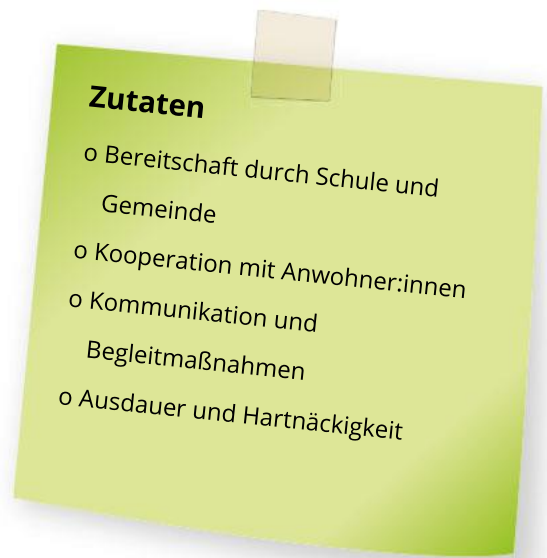 Zutaten
o Bereitschaft durch Schule und
Gemeinde
o Kooperation mit Anwohner:innen
o Kommunikation und
Begleitmaßnahmen
o Ausdauer und Hartnäckigkeit